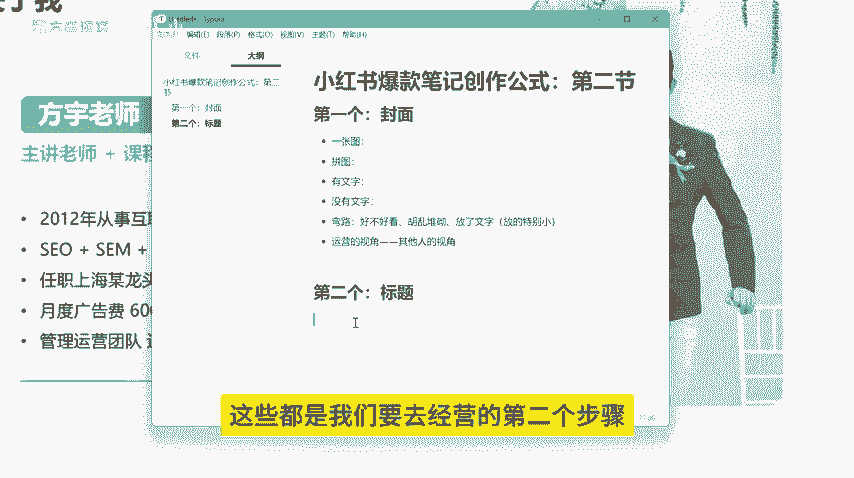 Typora
编辑(E) 段落(P) 格式(O) 视图(V) 主题(T) 帮助(H)
文件 大纲
小红书爆款笔记创作公式：第二节
第一个：封面
第二个：标题
小红书爆款笔记创作公式：第二节
第一个：封面
一张图：
拼图：
有文字：
没有文字：
弯路：好不好看、胡乱堆砌、放了文字（放的特别小）
运营的视角——其他人的视角
第二个：标题
方宇老师
主讲老师 + 课程
2012年从事互联
SEO + SEM +
任职上海某龙头
月度广告费 600
管理运营团队
这些都是我们要去经营的第二个步骤